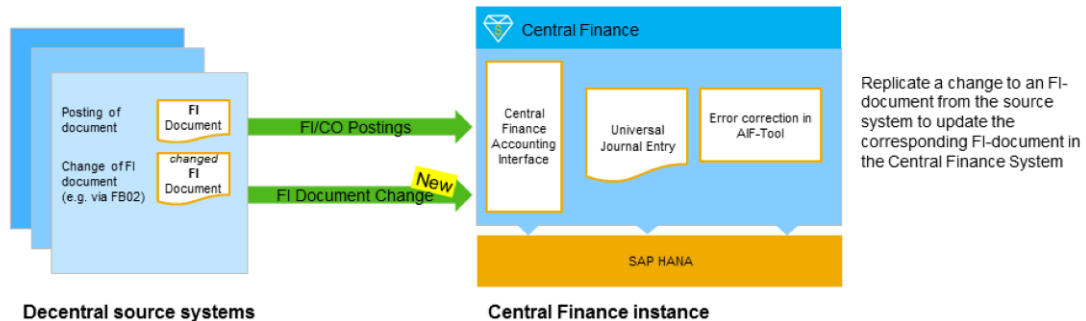 Posting of
document
FI
Document
Change of FI
document
(e.g. via FB02)
changed
FI
Document
FI/CO Postings
New
FI Document Change
Central Finance
Central
Finance
Accounting
Interface
Universal
Journal Entry
Error correction in
AIF-Tool
SAP HANA
Replicate a change to an FI-
document from the source
system to update the
corresponding FI-document in
the Central Finance System
Decentral source systems
Central Finance instance